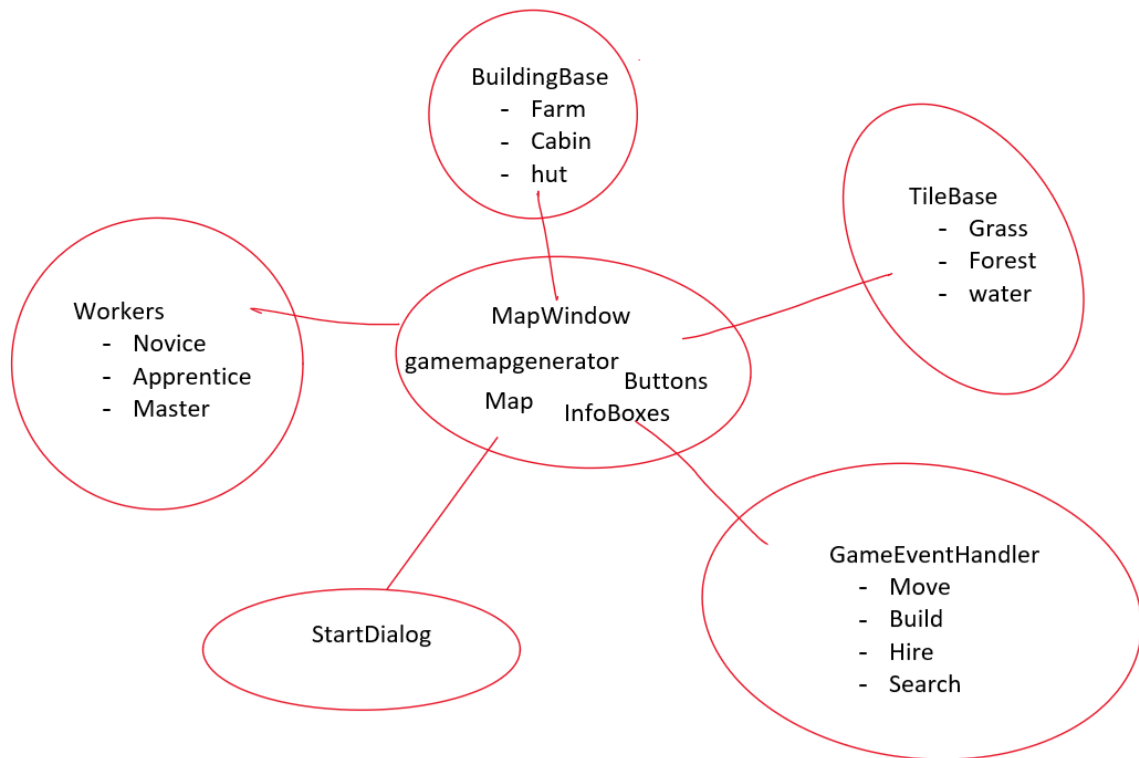 BuildingBase
- Farm
- Cabin
- hut
TileBase
- Grass
- Forest
- water
Workers
- Novice
- Apprentice
- Master
MapWindow
gamemapgenerator
Buttons
Map
InfoBoxes
GameEventHandler
- Move
- Build
- Hire
- Search
StartDialog